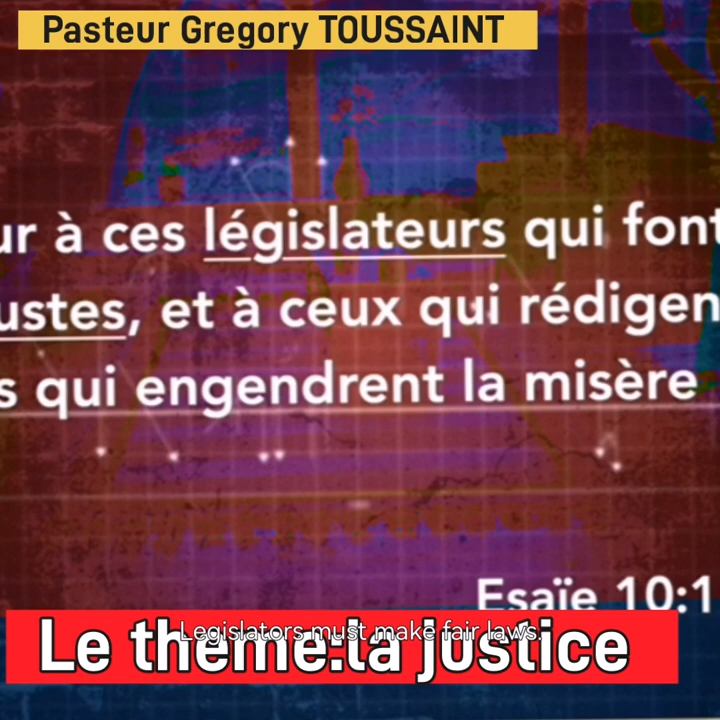 Pasteur Gregory TOUSSAINT
ur à ces législateurs qui font
ustes, et à ceux qui rédigen
s qui engendrent la misère
Esaïe 10:1
Legislators must make fair laws.
Le theme:la justice